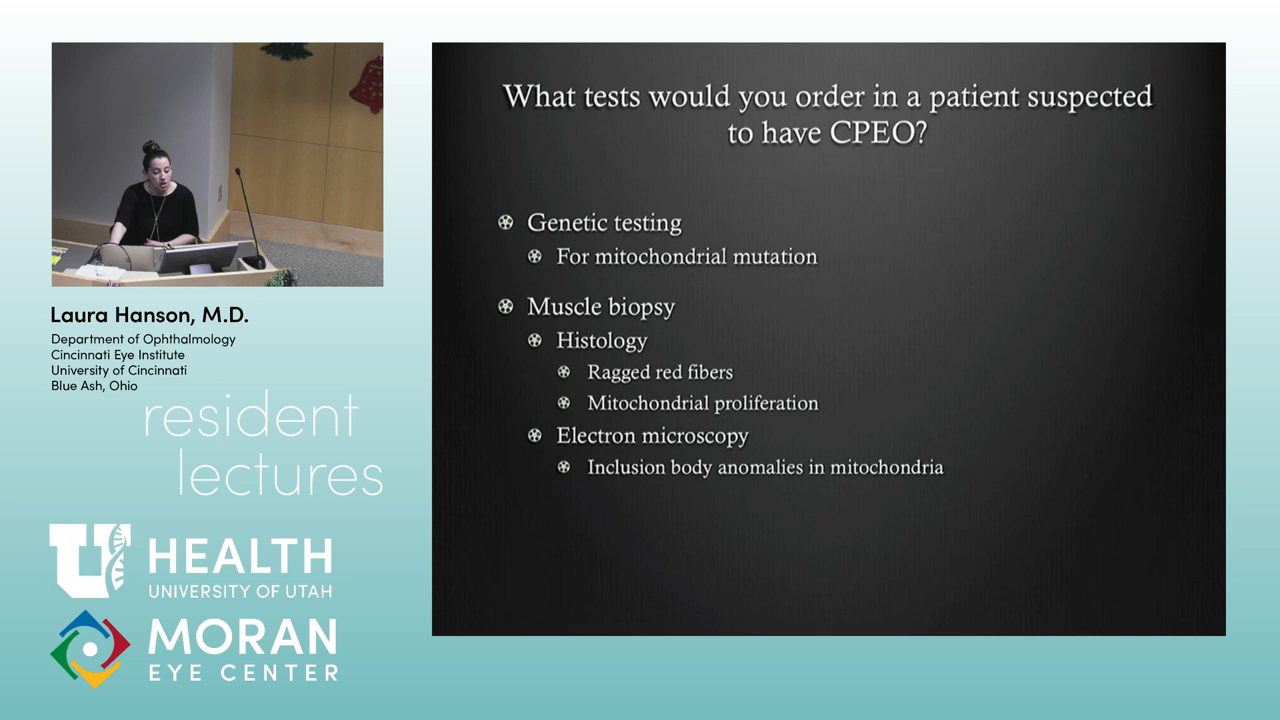 Laura Hanson, M.D.
Department of Ophthalmology
Cincinnati Eye Institute
University of Cincinnati
Blue Ash, Ohio
resident
lectures
U
HEALTH
UNIVERSITY OF UTAH
MORAN
EYE CENTER
What tests would you order in a patient suspected
to have CPEO?
Genetic testing
For mitochondrial mutation
Muscle biopsy
Histology
Ragged red fibers
Mitochondrial proliferation
Electron microscopy
Inclusion body anomalies in mitochondria